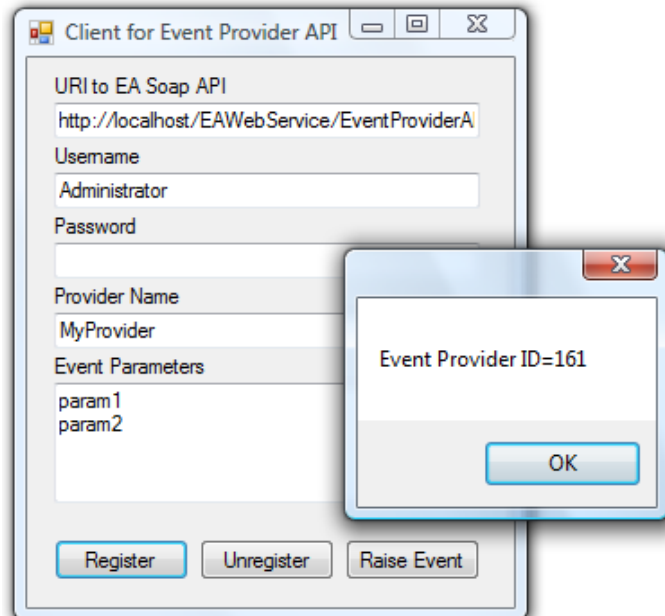 Client for Event Provider API
URI to EA Soap API
http://localhost/EAWebService/EventProviderA
Username
Administrator
Password
Provider Name
MyProvider
Event Parameters
param1
param2
Register Unregister Raise Event
Event Provider ID=161
OK